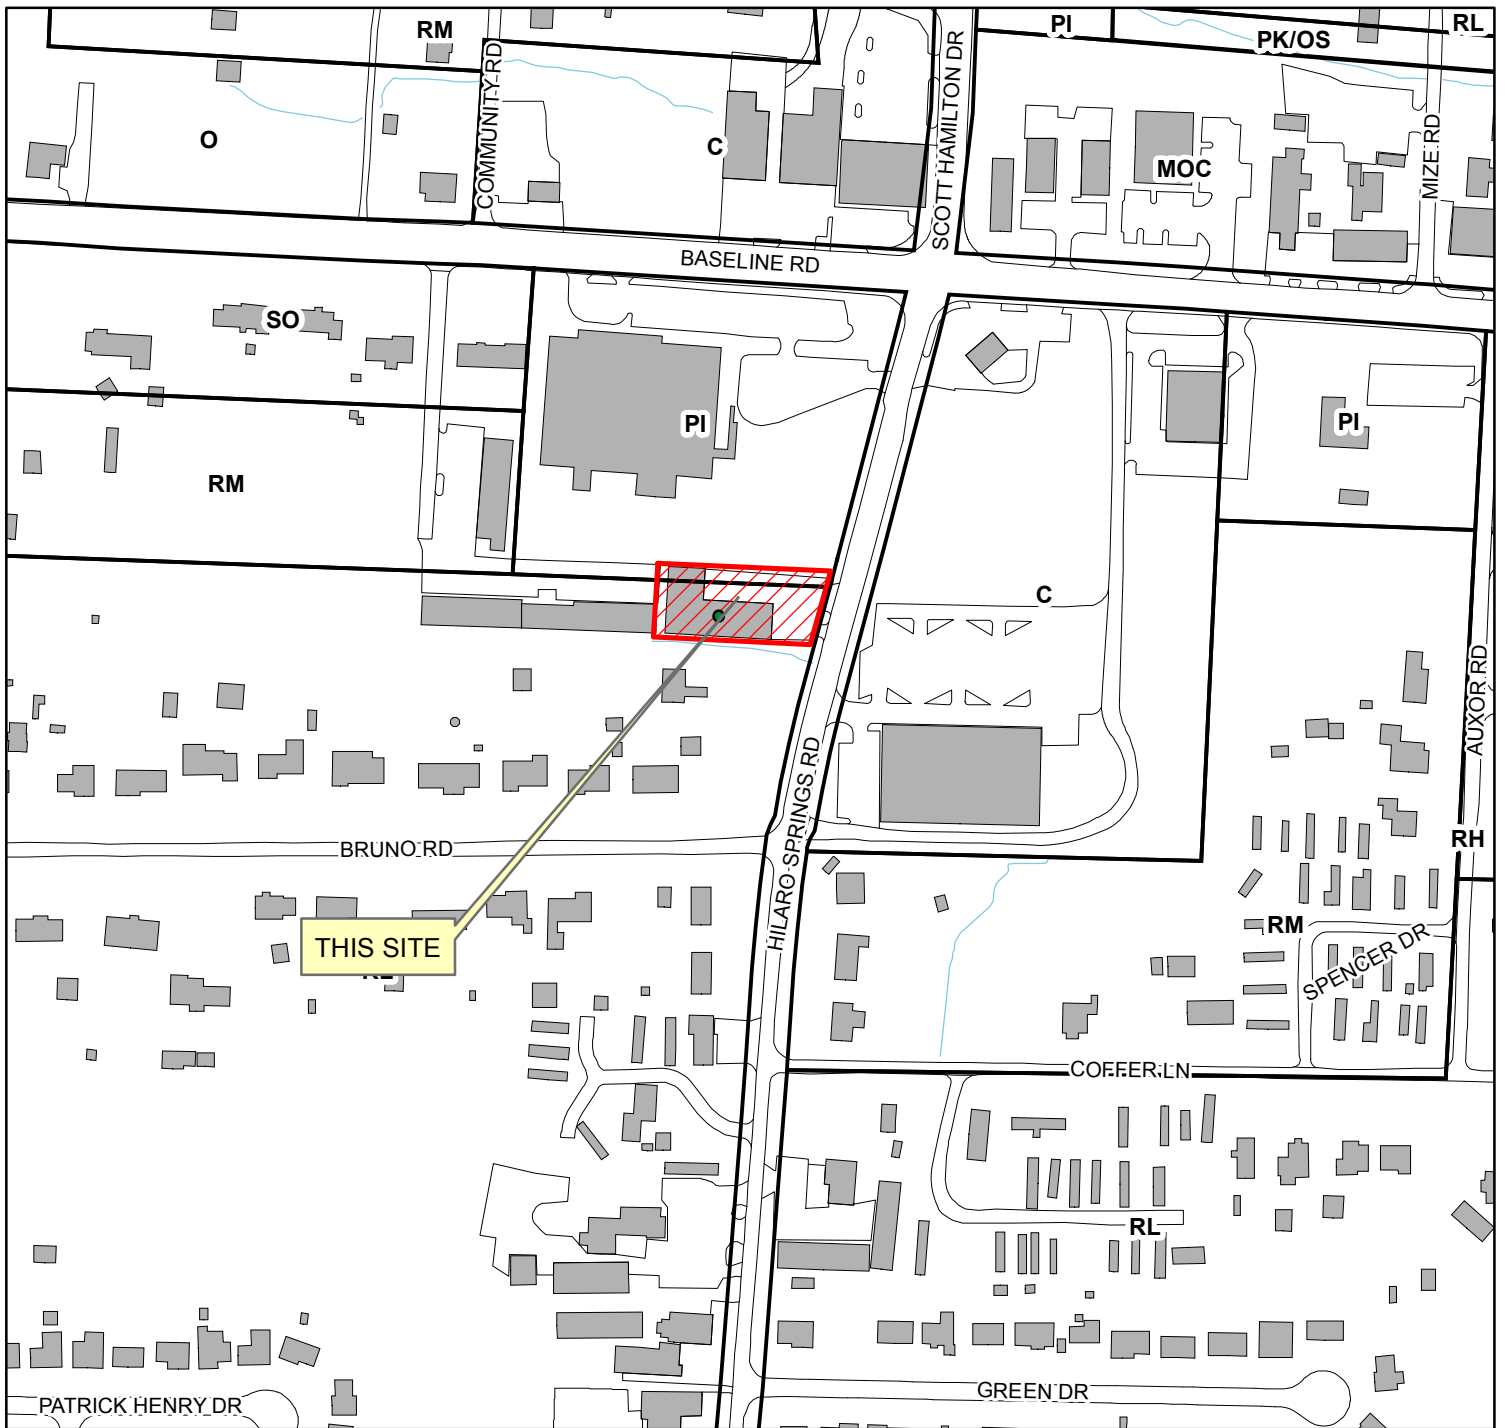 RM
PI
RL
PK/OS
COMMUNITY RD
SCOTT HAMILTON DR
O
C
MOC
MIZE RD
BASELINE RD
SO
PI
PI
RM
C
AUXOR RD
HILARO SPRINGS RD
BRUNO RD
RH
THIS SITE
RM
SPENCER DR
COFFER LN
RL
GREEN DR
PATRICK HENRY DR